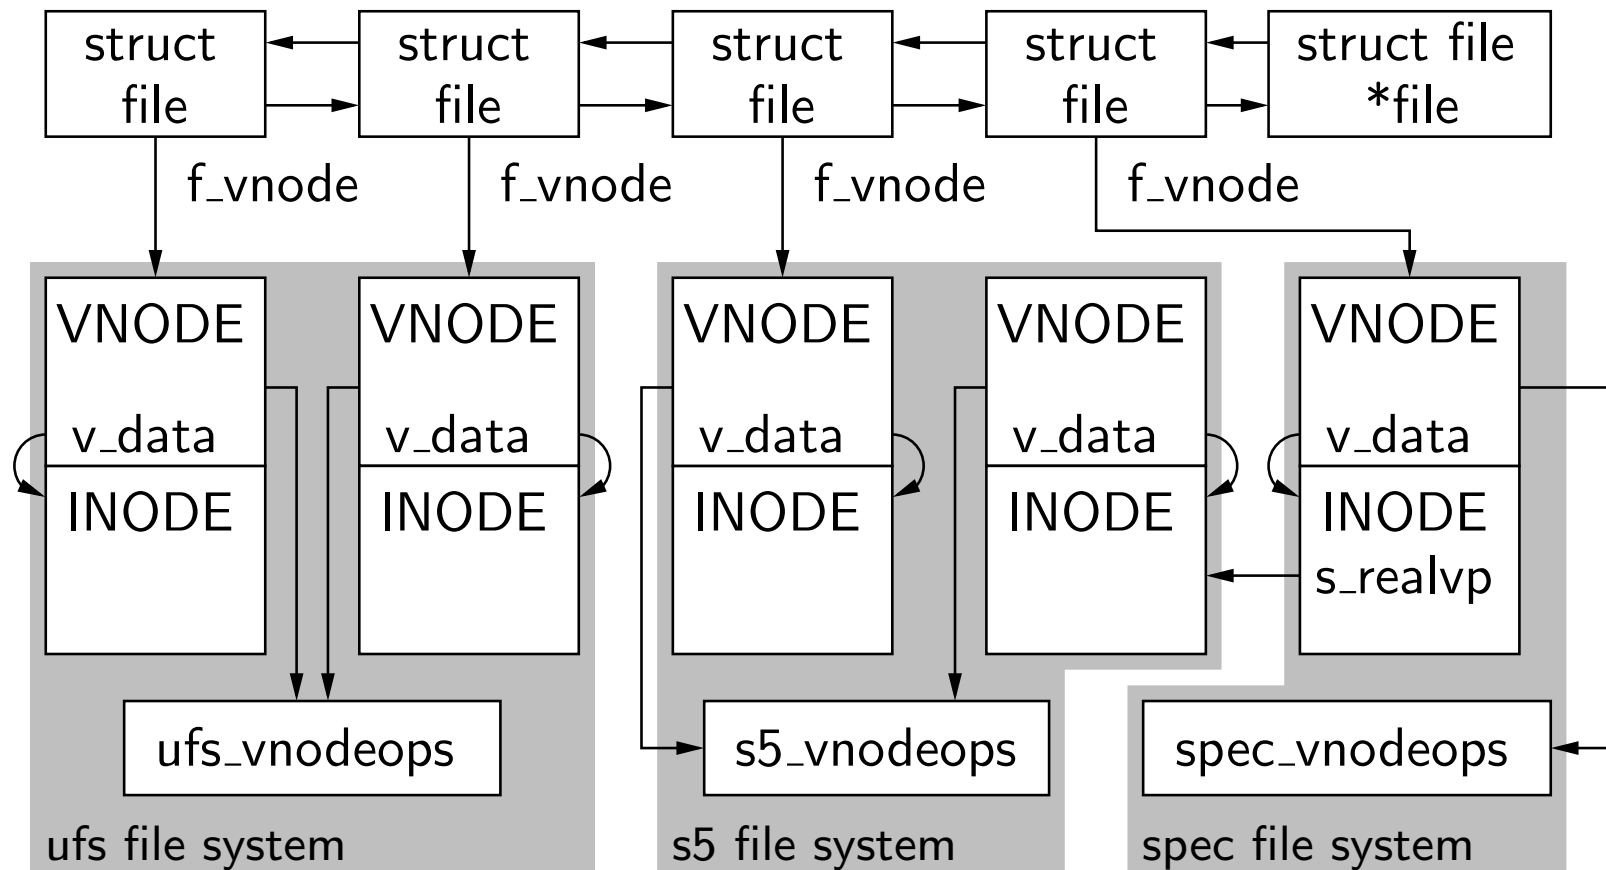 struct file
struct file
struct file
struct file
struct file *file
f_vnode
f_vnode
f_vnode
f_vnode
VNODE
v_data
INODE
VNODE
v_data
INODE
VNODE
v_data
INODE
VNODE
v_data
INODE
VNODE
v_data
INODE
s_realvp
ufs_vnodeops
s5_vnodeops
spec_vnodeops
ufs file system
s5 file system
spec file system